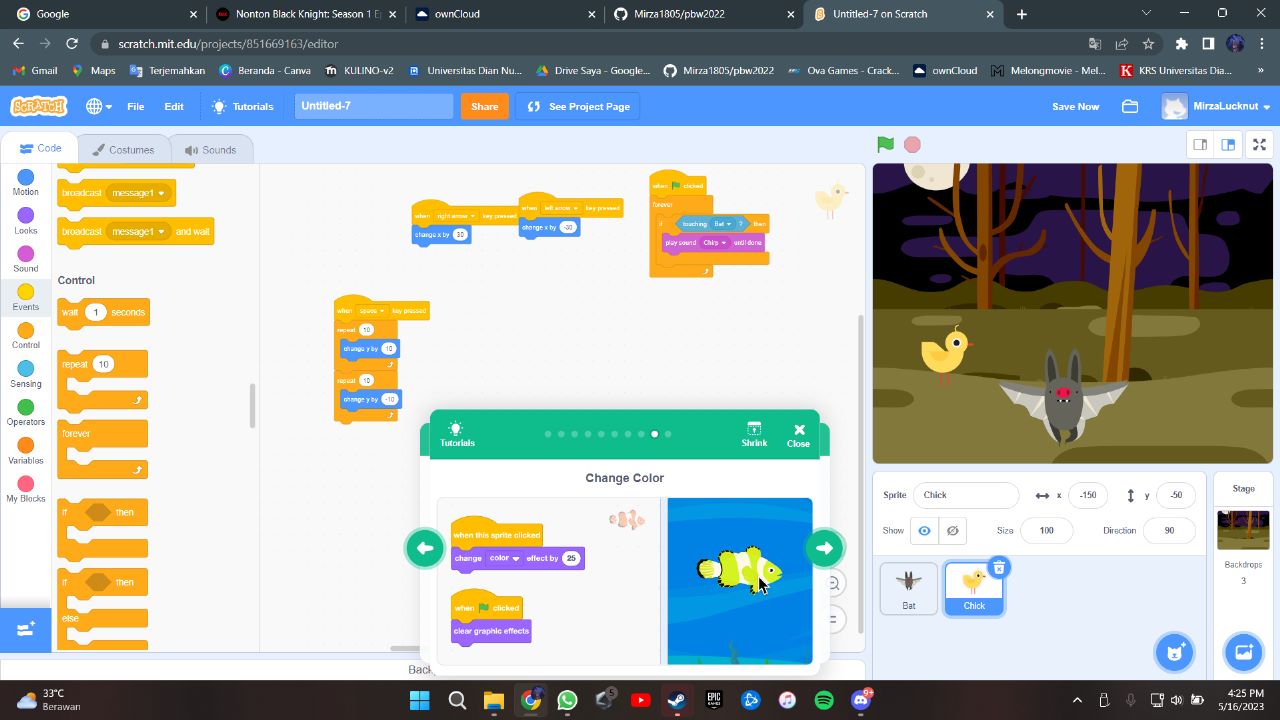 Google
Nonton Black Knight: Season 1 E
ownCloud
Mirza1805/pbw2022
Untitled-7 on Scratch
scratch.mit.edu/projects/851669163/editor
Gmail
Maps
Terjemahkan
Beranda - Canva
KULINO-v2
Universitas Dian Nu...
Drive Saya - Google...
Mirza1805/pbw2022
Ova Games - Crack...
ownCloud
Melongmovie - Mel...
KRS Universitas Dia...
»
SCRATCH
File
Edit
Tutorials
Untitled-7
Share
See Project Page
Save Now
MirzaLucknut
Code
Costumes
Sounds
Motion
Looks
Sound
Events
Control
Sensing
Operators
Variables
My Blocks
broadcast message1
broadcast message1 and wait
Control
wait 1 seconds
repeat 10
forever
if then
if then
else
when right arrow key pressed
change x by 30
when left arrow key pressed
change x by -30
when clicked
forever
if touching Bat ? then
play sound Chirp until done
when space key pressed
repeat 10
change y by 10
repeat 10
change y by -10
Tutorials
Shrink
Close
Change Color
when this sprite clicked
change color effect by 25
when clicked
clear graphic effects
Sprite
Chick
x
-150
y
-50
Show
Size
100
Direction
90
Bat
Chick
Stage
Backdrops
3
33°C
Berawan
5
9+
4:25 PM
5/16/2023